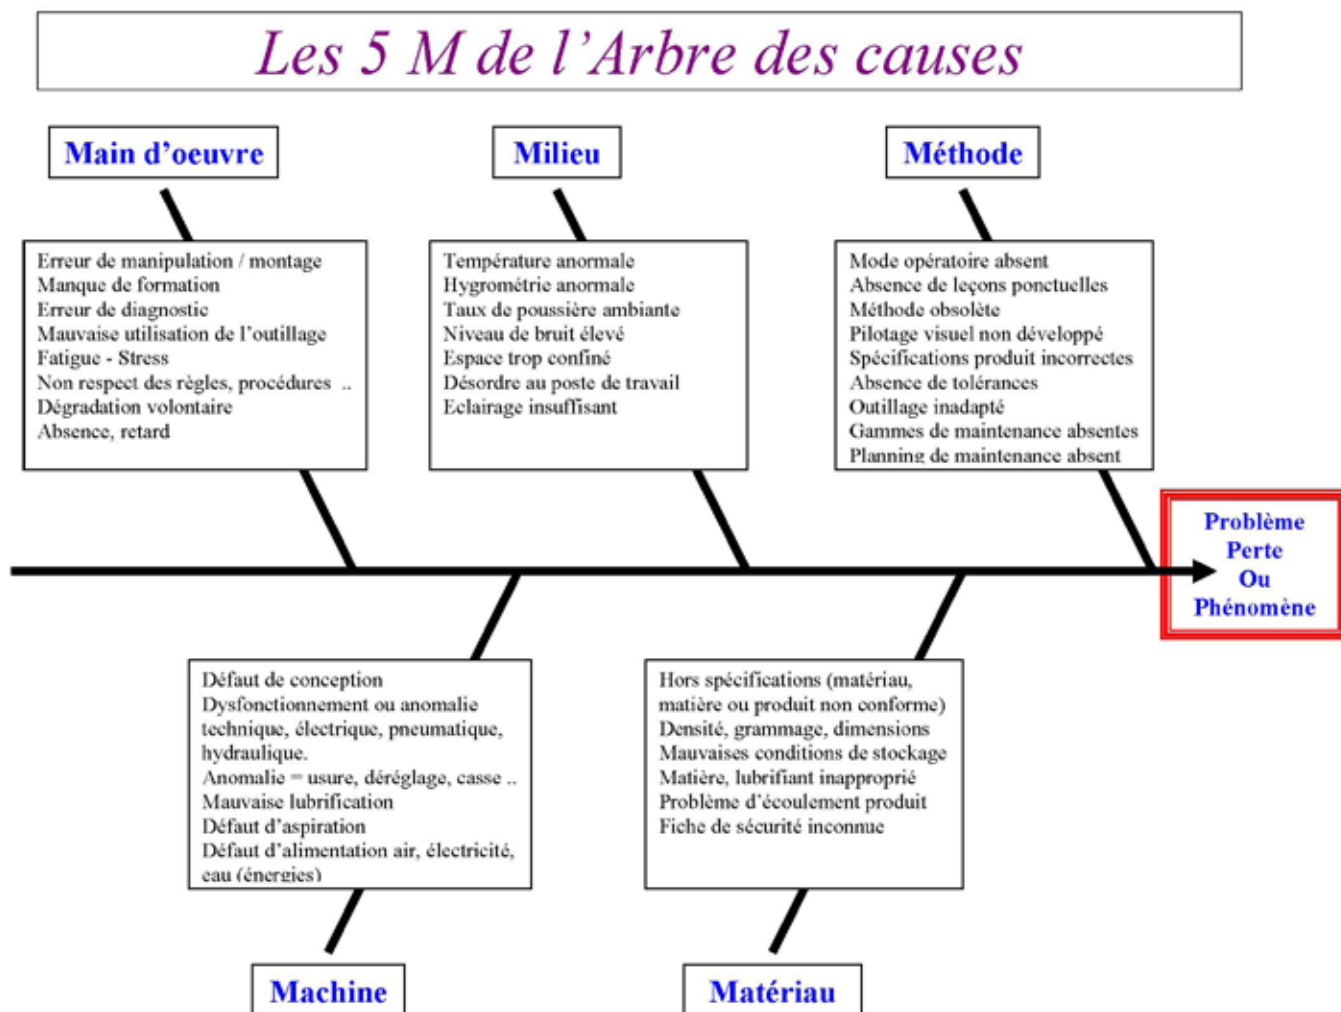 Les 5 M de l’Arbre des causes
Main d’oeuvre
Milieu
Méthode
Erreur de manipulation / montage
Manque de formation
Erreur de diagnostic
Mauvaise utilisation de l’outillage
Fatigue - Stress
Non respect des règles, procédures ..
Dégradation volontaire
Absence, retard
Température anormale
Hygrométrie anormale
Taux de poussière ambiante
Niveau de bruit élevé
Espace trop confiné
Désordre au poste de travail
Eclairage insuffisant
Mode opératoire absent
Absence de leçons ponctuelles
Méthode obsolète
Pilotage visuel non développé
Spécifications produit incorrectes
Absence de tolérances
Outillage inadapté
Gammes de maintenance absentes
Planning de maintenance absent
Problème
Perte
Ou
Phénomène
Défaut de conception
Dysfonctionnement ou anomalie
technique, électrique, pneumatique,
hydraulique.
Anomalie = usure, déréglage, casse ..
Mauvaise lubrification
Défaut d’aspiration
Défaut d’alimentation air, électricité,
eau (énergies)
Hors spécifications (matériau,
matière ou produit non conforme)
Densité, grammage, dimensions
Mauvaises conditions de stockage
Matière, lubrifiant inapproprié
Problème d’écoulement produit
Fiche de sécurité inconnue
Machine
Matériau